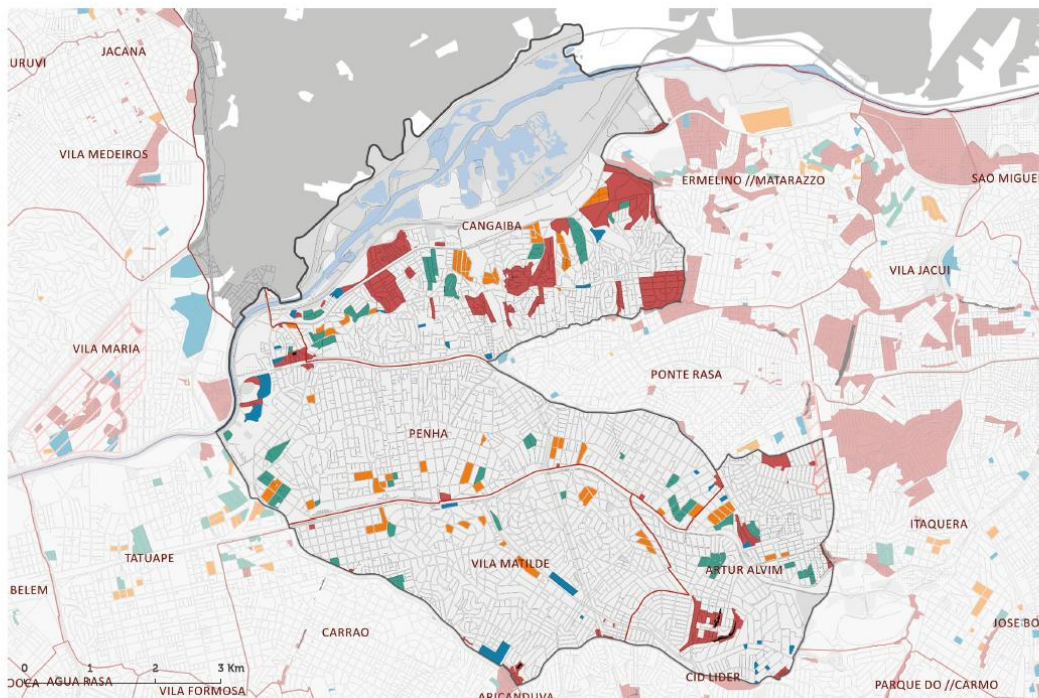 JACANA
URUVI
VILA MEDEIROS
ERMELINO //MATARAZZO
SAO MIGUE
CANGAIBA
VILA JACUI
VILA MARIA
PONTE RASA
PENHA
ITAQUERA
TATUAPE
VILA MATILDE
ARTUR ALVIM
BELEM
CARRAO
JOSE BO
0 1 2 3 Km
OOCA
AGUA RASA
CID LIDER
PARQUE DO //CARMO
VILA FORMOSA
ARICANDUVA